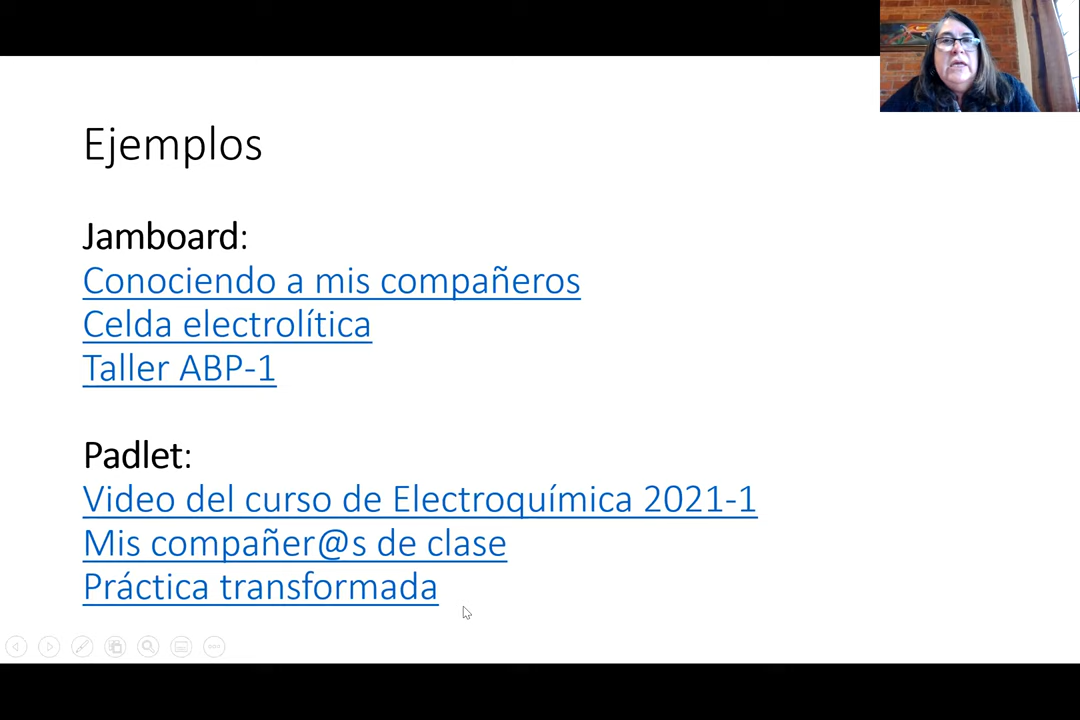 Ejemplos
Jamboard:
Conociendo a mis compañeros
Celda electrolítica
Taller ABP-1
Padlet:
Video del curso de Electroquímica 2021-1
Mis compañer@s de clase
Práctica transformada